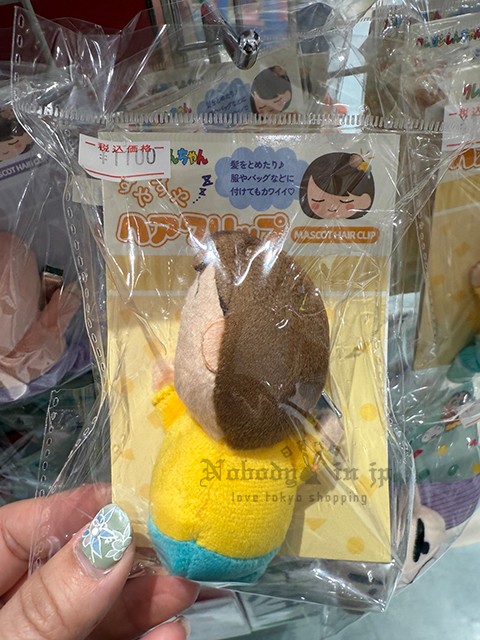 税込価格
¥1100
んちゃん
すやすや
髪をとめたり♪
服やバッグなどに
付けてもカワイイ♡
ヘアクリップ
MASCOT HAIR CLIP
Nobody in jp
love tokyo shopping